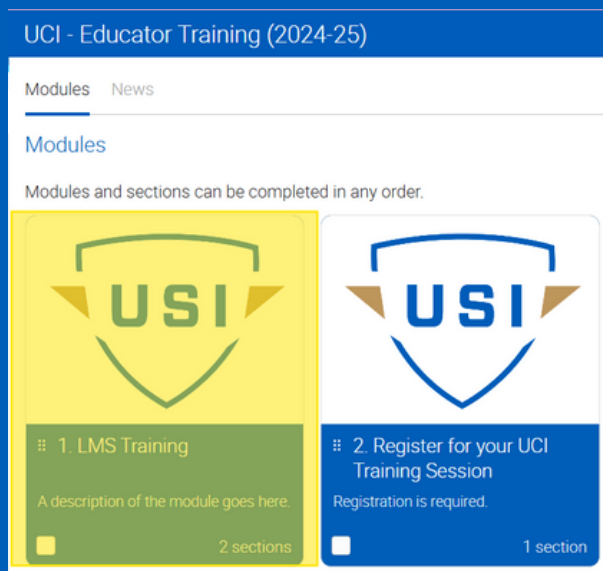 UCI - Educator Training (2024-25)
Modules News
Modules
Modules and sections can be completed in any order.
USI
1. LMS Training
A description of the module goes here.
2 sections
USI
2. Register for your UCI
Training Session
Registration is required.
1 section